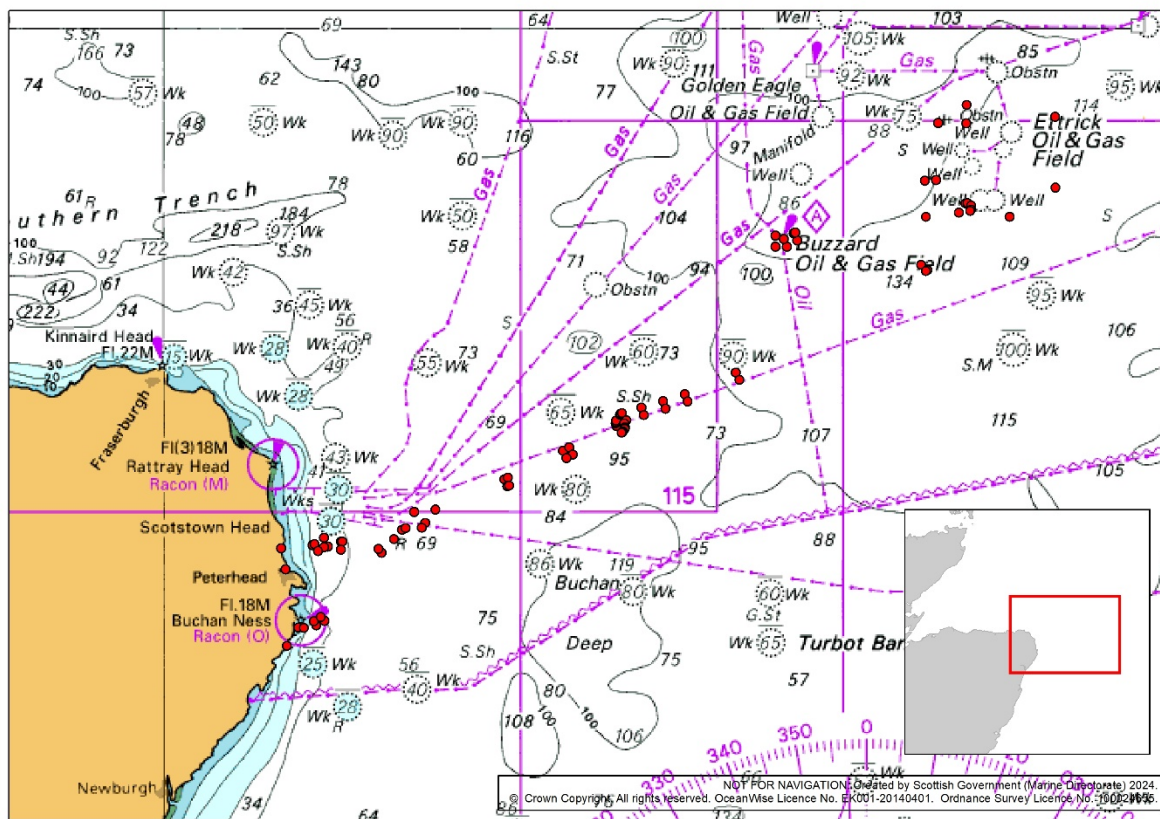 69
64
Well
103
S.Sh
166
73
143
(100)
105 Wk
85
62
80
S.St
Wk 90
111
Gas
Gas
74
100
57 Wk
77
Golden Eagle
92 Wk
Obstn
95 Wk
100
100
Oil & Gas Field
Wk 75
Obstn
114
48
50 Wk
90 Wk
90 Wk
116
88
Well
Ettrick
78
60
97
Manifold
S
Well
Oil & Gas
Field
Gas
Gas
Well
Well
61 R
uthern Trench
78
184
50 Wk
Gas
104
86
A
Well
Well
S
218
97 Wk
S.Sh
58
Gas
Buzzard
Oil & Gas Field
100
122
92
194
Wk 42
71
100
94
100
134
109
44
61
Obstn
Oil
95 Wk
222
34
36
45 Wk
Gas
Kinnaird Head
Fl.22M
56
S
102
106
15 Wk
Wk 28
40 Wk
R
49
55 Wk
73
Wk 60
73
90 Wk
100 Wk
S.M
30
20
Wk 28
S.Sh
Fraserburgh
65 Wk
69
115
Fl(3)18M
Rattray Head
Racon (M)
43 Wk
41
95
73
107
105
Wks
30
Wk 80
115
Scotstown Head
30
84
R 69
88
95
Peterhead
86 Wk
119
Buchan
80 Wk
60 Wk
G.St
Fl.18M
Buchan Ness
Racon (O)
75
Deep
Wk 65
Turbot Ban
25 Wk
S.Sh
75
56
40 Wk
57
Wk 28
R
80
108
100
100
106
Newburgh
34
340
350
0
330
66
Wk
NOT FOR NAVIGATION. Created by Scottish Government (Marine Directorate) 2024.
© Crown Copyright. All rights reserved. OceanWise Licence No. EK001-20140401. Ordnance Survey Licence No.